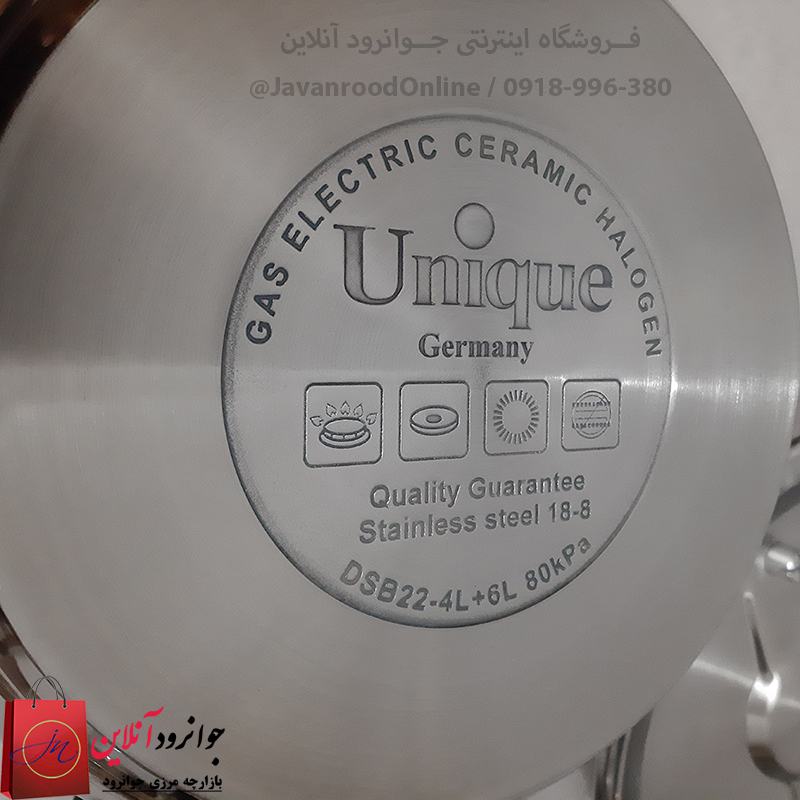 فـروشگاه اینترنتی جـوانرود آنلاین
@JavanroodOnline / 0918-996-380
GAS ELECTRIC CERAMIC HALOGEN
Unique
Germany
Quality Guarantee
Stainless steel 18-8
DSB22-4L+6L 80kPa
jn
جوانرود آنلاین
بازارچه مرزی جوانرود